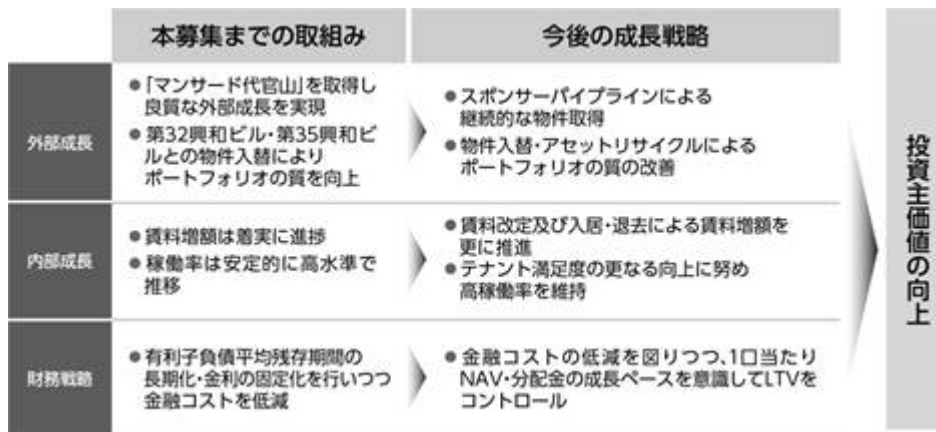 本募集までの取組み
今後の成長戦略
外部成長
●「マンサード代官山」を取得し
良質な外部成長を実現
●第32興和ビル・第35興和ビ
ルとの物件入替により
ポートフォリオの質を向上
●スポンサーパイプラインによる
継続的な物件取得
●物件入替・アセットリサイクルによる
ポートフォリオの質の改善
内部成長
●賃料増額は着実に進捗
●稼働率は安定的に高水準で
推移
●賃料改定及び入居・退去による賃料増額を
更に推進
●テナント満足度の更なる向上に努め
高稼働率を維持
財務戦略
●有利子負債平均残存期間の
長期化・金利の固定化を行いつつ
金融コストを低減
●金融コストの低減を図りつつ、1口当たり
NAV・分配金の成長ペースを意識してLTVを
コントロール
投資主価値の向上